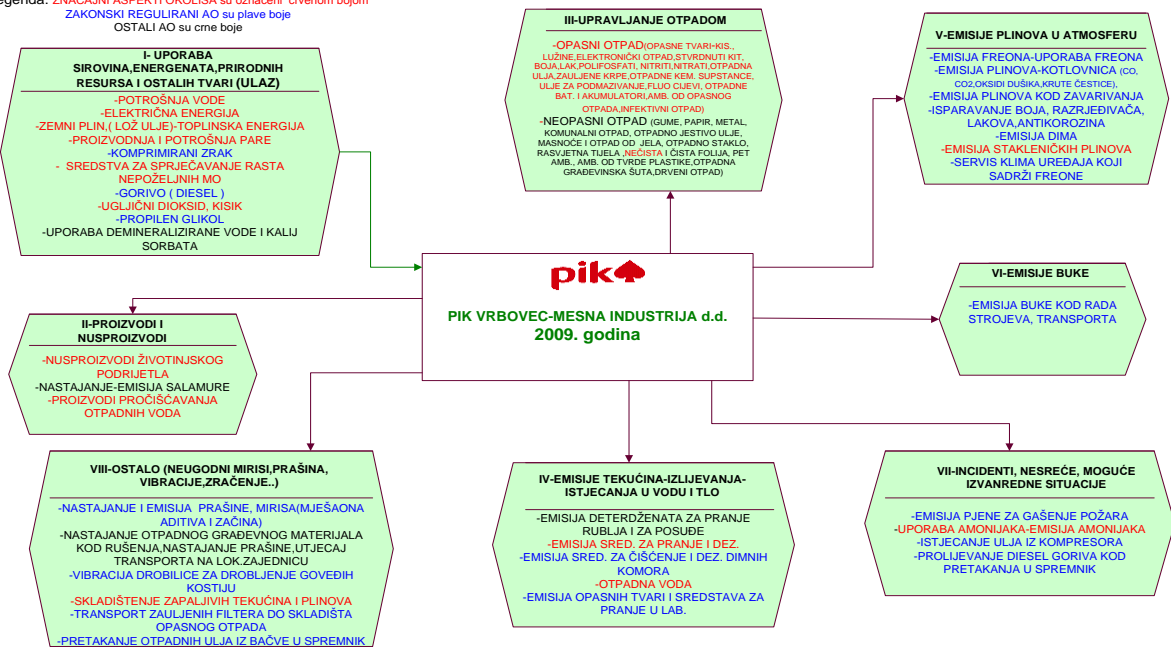 legenda: ZNAČAJNI ASPEKTI OKOLIŠA su označeni crvenom bojom
ZAKONSKI REGULIRANI AO su plave boje
OSTALI AO su crne boje
I- UPORABA
SIROVINA,ENERGENATA,PRIRODNIH
RESURSA I OSTALIH TVARI (ULAZ)
-POTROŠNJA VODE
-ELEKTRIČNA ENERGIJA
-ZEMNI PLIN,( LOŽ ULJE)-TOPLINSKA ENERGIJA
-PROIZVODNJA I POTROŠNJA PARE
-KOMPRIMIRANI ZRAK
- SREDSTVA ZA SPRJEČAVANJE RASTA
NEPOŽELJNIH MO
-GORIVO ( DIESEL )
-UGLJIČNI DIOKSID, KISIK
-PROPILEN GLIKOL
-UPORABA DEMINERALIZIRANE VODE I KALIJ
SORBATA
III-UPRAVLJANJE OTPADOM
-OPASNI OTPAD(OPASNE TVARI-KIS.,
LUŽINE,ELEKTRONIČKI OTPAD,STVRDNUTI KIT,
BOJA,LAK,POLIFOSFATI, NITRITI,NITRATI,OTPADNA
ULJA,ZAULJENE KRPE,OTPADNE KEM. SUPSTANCE,
ULJE ZA PODMAZIVANJE,FLUO CIJEVI, OTPADNE
BAT. I AKUMULATORI,AMB. OD OPASNOG
OTPADA,INFEKTIVNI OTPAD)
-NEOPASNI OTPAD (GUME, PAPIR, METAL,
KOMUNALNI OTPAD, OTPADNO JESTIVO ULJE,
MASNOĆE I OTPAD OD JELA, OTPADNO STAKLO,
RASVJETNA TIJELA ,NEČISTA I ČISTA FOLIJA, PET
AMB., AMB. OD TVRDE PLASTIKE,OTPADNA
GRAĐEVINSKA ŠUTA,DRVENI OTPAD)
V-EMISIJE PLINOVA U ATMOSFERU
-EMISIJA FREONA-UPORABA FREONA
-EMISIJA PLINOVA-KOTLOVNICA (CO,
CO2,OKSIDI DUŠIKA,KRUTE ČESTICE),
-EMISIJA PLINOVA KOD ZAVARIVANJA
-ISPARAVANJE BOJA, RAZRJEĐIVAČA,
LAKOVA,ANTIKOROZINA
-EMISIJA DIMA
-EMISIJA STAKLENIČKIH PLINOVA
-SERVIS KLIMA UREĐAJA KOJI
SADRŽI FREONE
pik
PIK VRBOVEC-MESNA INDUSTRIJA d.d.
2009. godina
VI-EMISIJE BUKE
-EMISIJA BUKE KOD RADA
STROJEVA, TRANSPORTA
II-PROIZVODI I
NUSPROIZVODI
-NUSPROIZVODI ŽIVOTINJSKOG
PODRIJETLA
-NASTAJANJE-EMISIJA SALAMURE
-PROIZVODI PROČIŠĆAVANJA
OTPADNIH VODA
VIII-OSTALO (NEUGODNI MIRISI,PRAŠINA,
VIBRACIJE,ZRAČENJE..)
-NASTAJANJE I EMISIJA PRAŠINE, MIRISA(MJEŠAONA
ADITIVA I ZAČINA)
-NASTAJANJE OTPADNOG GRAĐEVNOG MATERIJALA
KOD RUŠENJA,NASTAJANJE PRAŠINE,UTJECAJ
TRANSPORTA NA LOK.ZAJEDNICU
-VIBRACIJA DROBILICE ZA DROBLJENJE GOVEĐIH
KOSTIJU
-SKLADIŠTENJE ZAPALJIVIH TEKUĆINA I PLINOVA
-TRANSPORT ZAULJENIH FILTERA DO SKLADIŠTA
OPASNOG OTPADA
-PRETAKANJE OTPADNIH ULJA IZ BAČVE U SPREMNIK
IV-EMISIJE TEKUĆINA-IZLIJEVANJA-
ISTJECANJA U VODU I TLO
-EMISIJA DETERDŽENATA ZA PRANJE
RUBLJA I ZA POSUĐE
-EMISIJA SRED. ZA PRANJE I DEZ.
-EMISIJA SRED. ZA ČIŠĆENJE I DEZ. DIMNIH
KOMORA
-OTPADNA VODA
-EMISIJA OPASNIH TVARI I SREDSTAVA ZA
PRANJE U LAB.
VII-INCIDENTI, NESREĆE, MOGUĆE
IZVANREDNE SITUACIJE
-EMISIJA PJENE ZA GAŠENJE POŽARA
-UPORABA AMONIJAKA-EMISIJA AMONIJAKA
-ISTJECANJE ULJA IZ KOMPRESORA
-PROLIJEVANJE DIESEL GORIVA KOD
PRETAKANJA U SPREMNIK